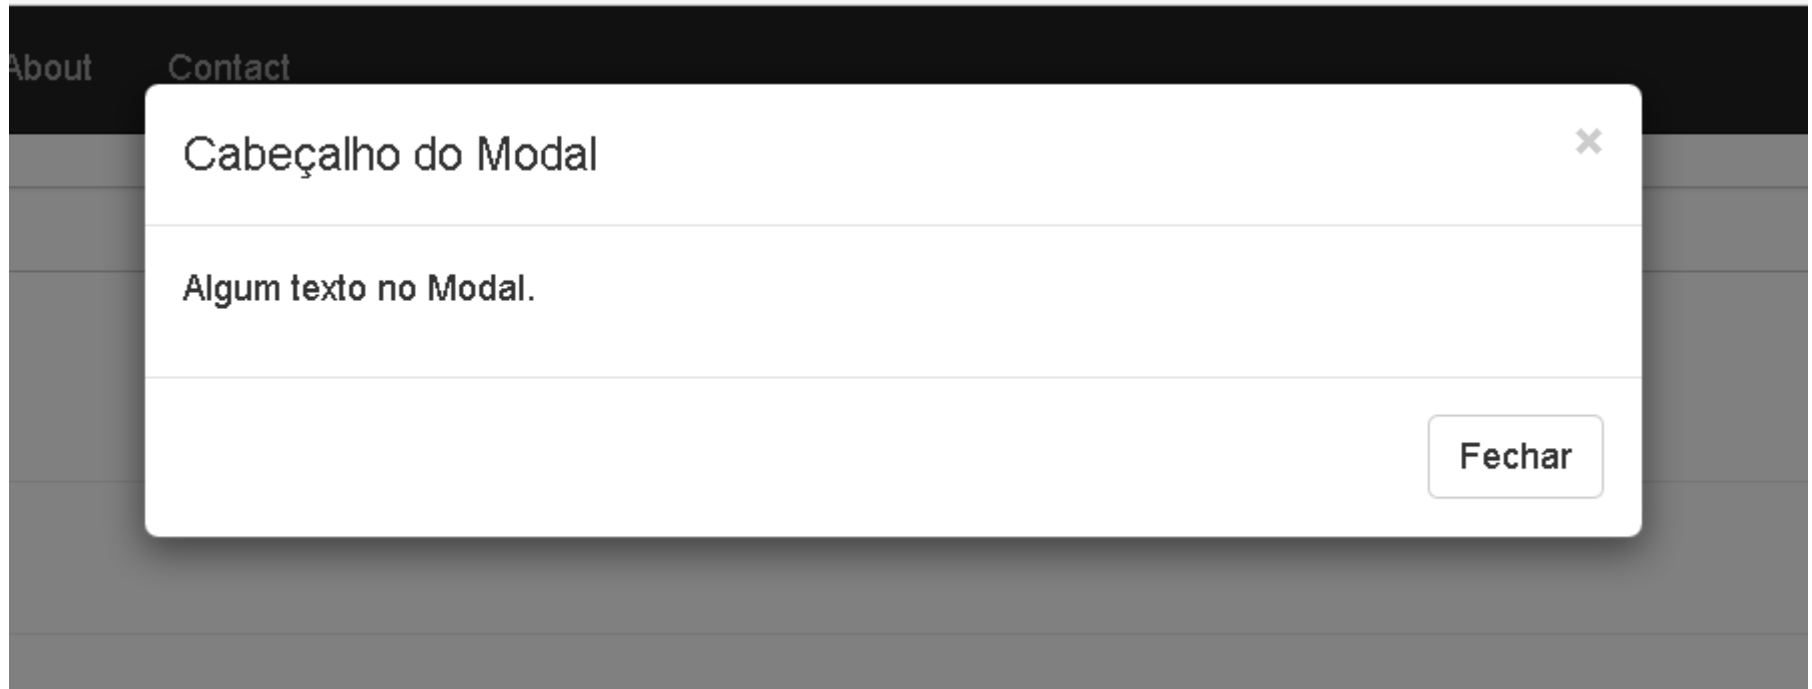 About Contact
Cabeçalho do Modal ×
Algum texto no Modal.
Fechar